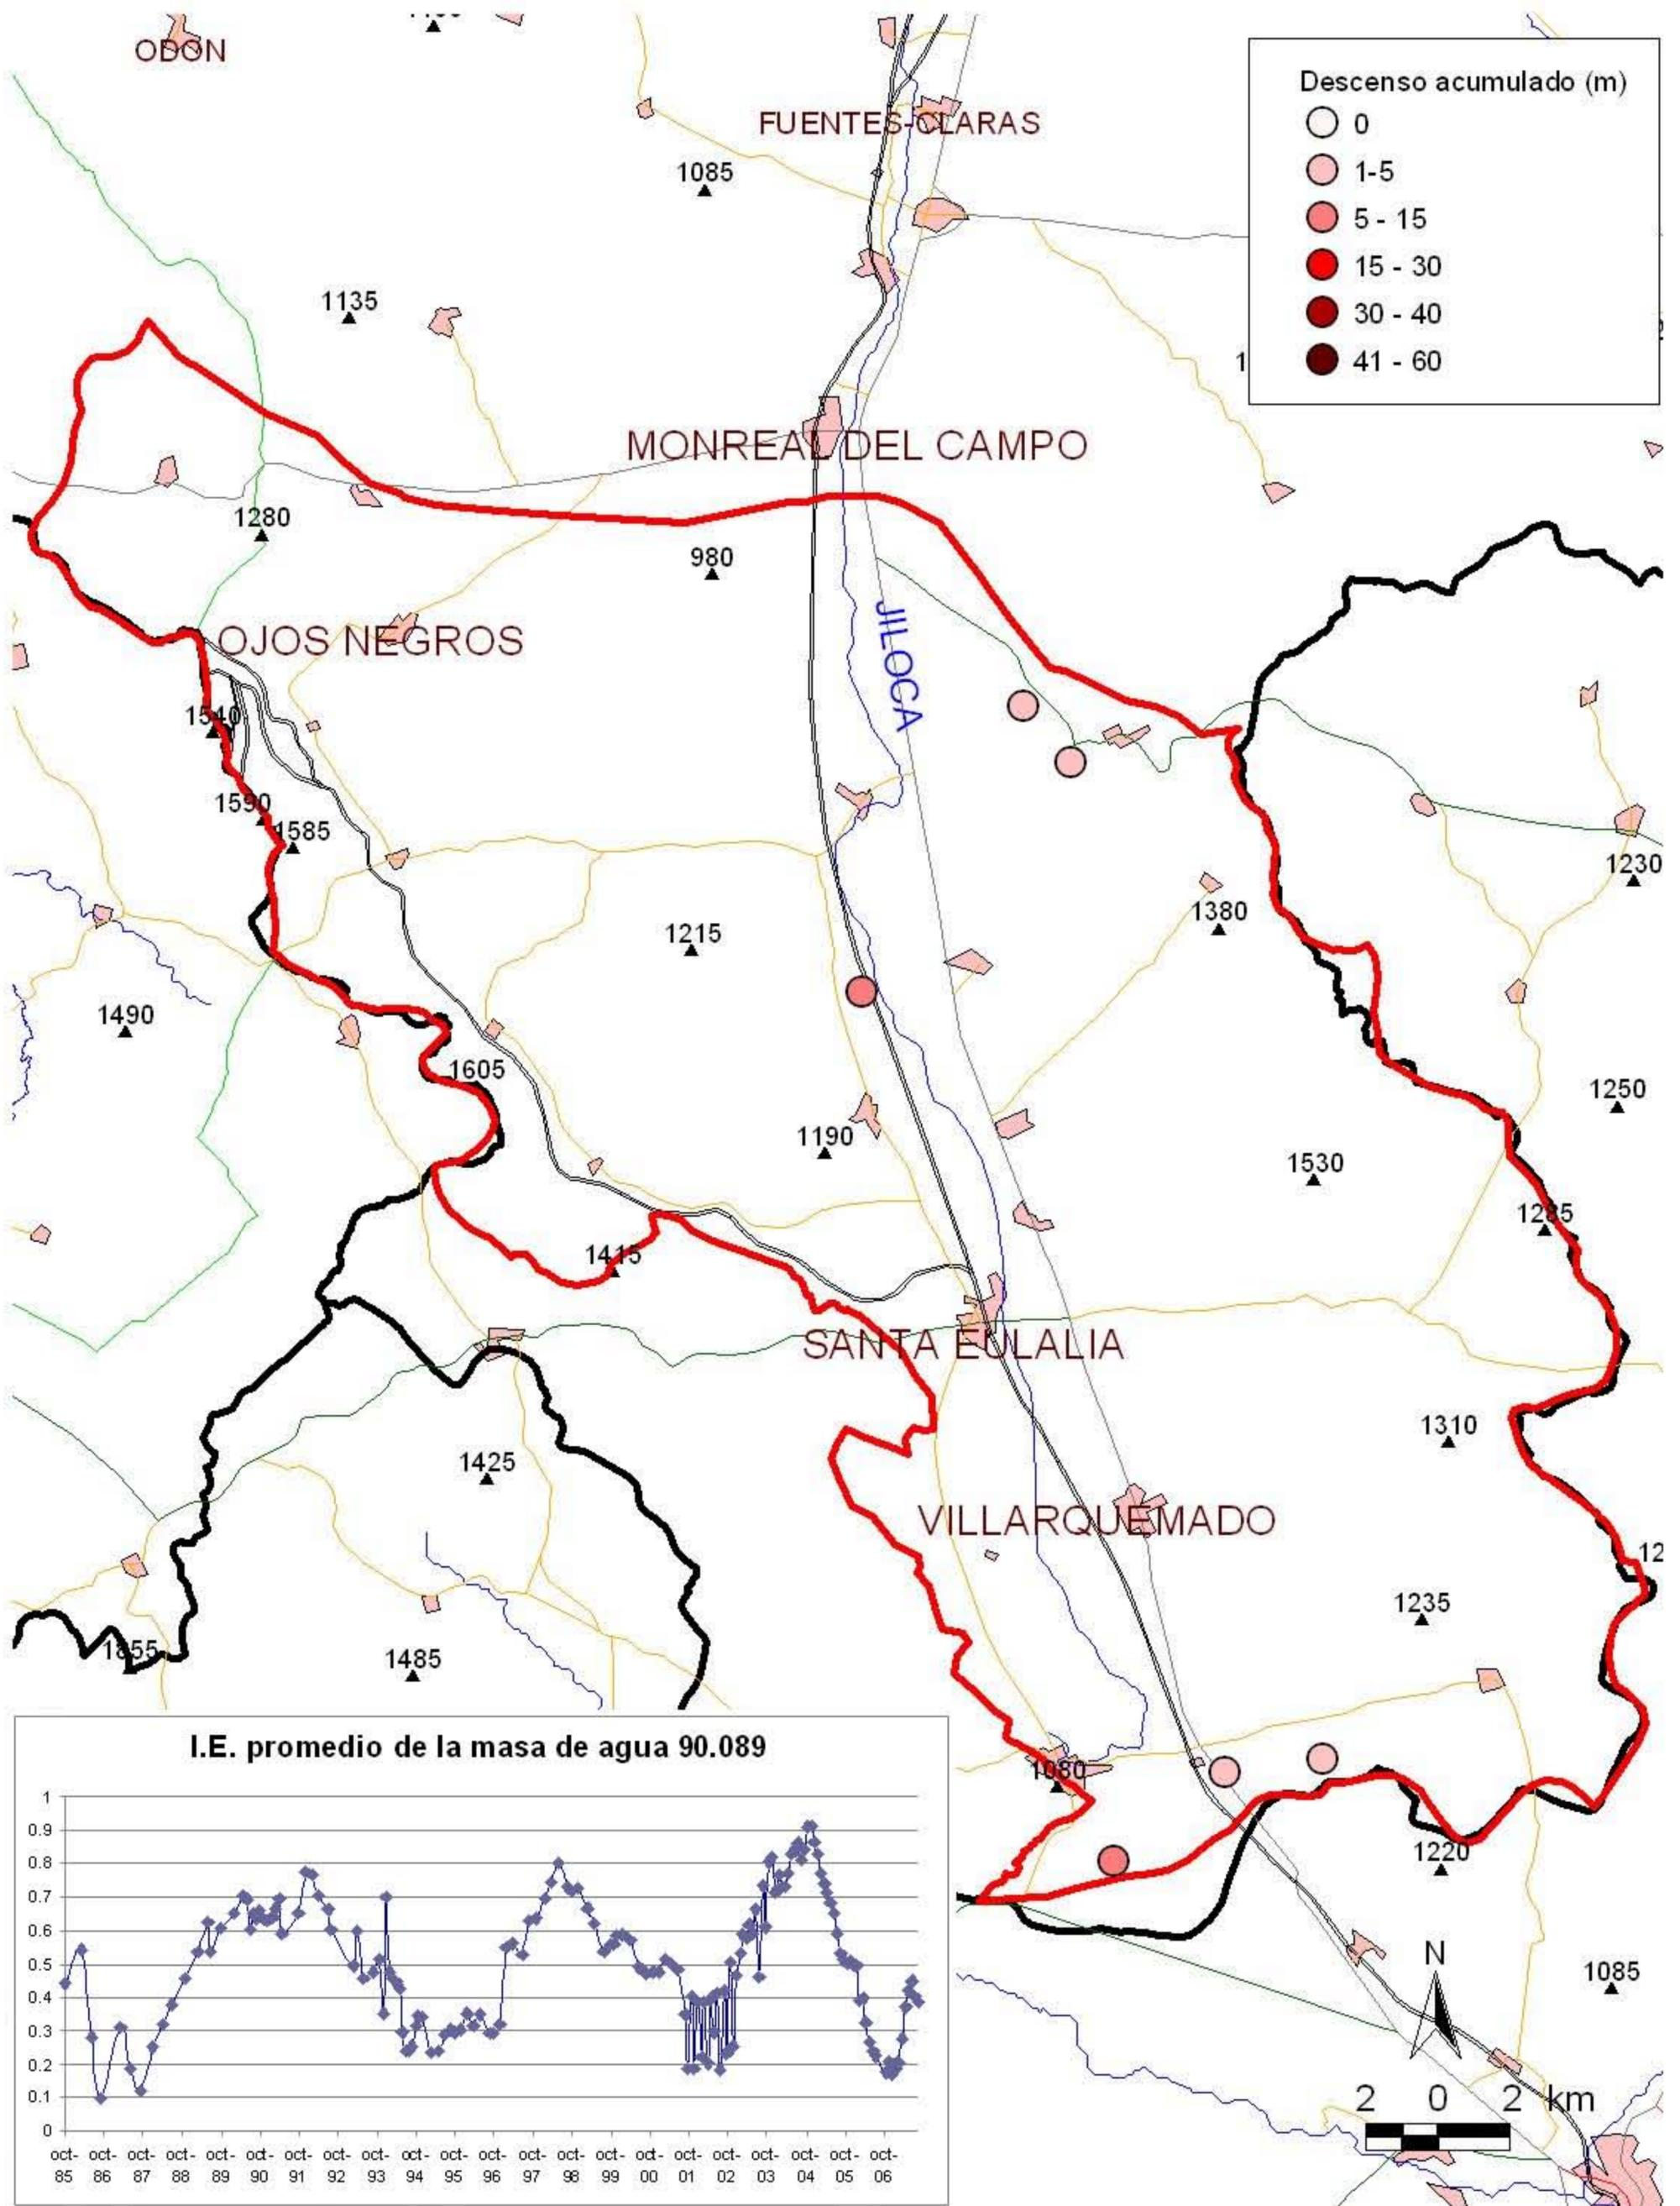 ODON
FUENTES-CLARAS
1085
1135
MONREAL DEL CAMPO
1280
980
OJOS NEGROS
JILOCA
1540
1590
1585
1230
1380
1215
1490
1605
1250
1190
1530
1285
1415
SANTA EULALIA
1310
1425
VILLARQUEMADO
12
1235
1855
1485
1080
1220
1085
N
2 0 2 km
Descenso acumulado (m)
0
1-5
5 - 15
15 - 30
30 - 40
41 - 60
I.E. promedio de la masa de agua 90.089
1
0.9
0.8
0.7
0.6
0.5
0.4
0.3
0.2
0.1
0
oct- oct- oct- oct- oct- oct- oct- oct- oct- oct- oct- oct- oct- oct- oct- oct- oct- oct- oct- oct- oct- oct-
85 86 87 88 89 90 91 92 93 94 95 96 97 98 99 00 01 02 03 04 05 06